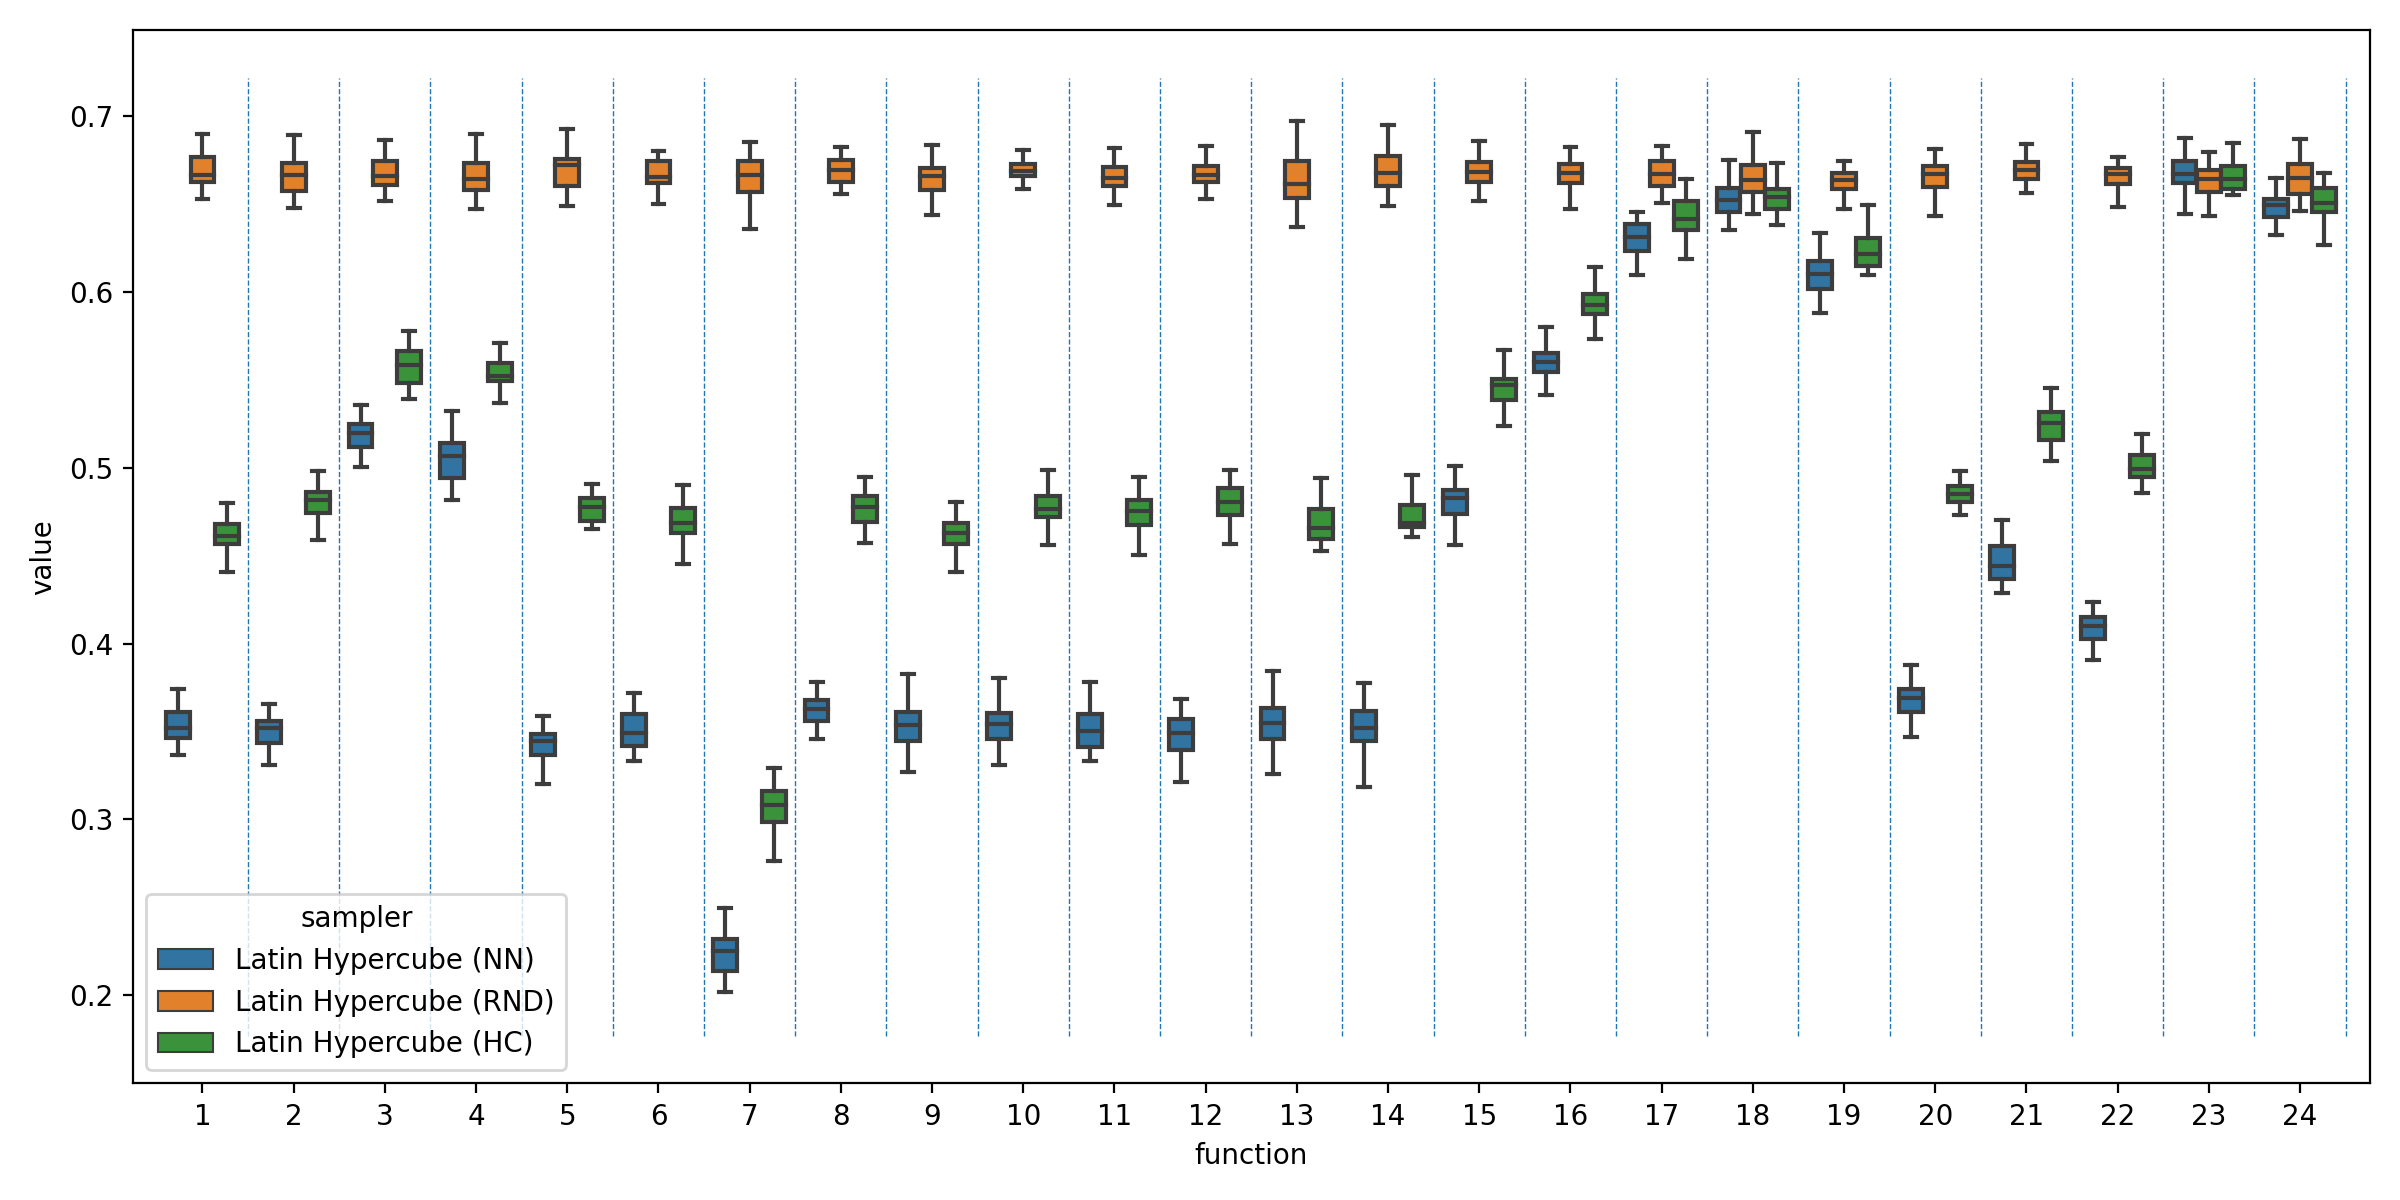 value
0.7
0.6
0.5
0.4
0.3
0.2
sampler
Latin Hypercube (NN)
Latin Hypercube (RND)
Latin Hypercube (HC)
1 2 3 4 5 6 7 8 9 10 11 12 13 14 15 16 17 18 19 20 21 22 23 24
function